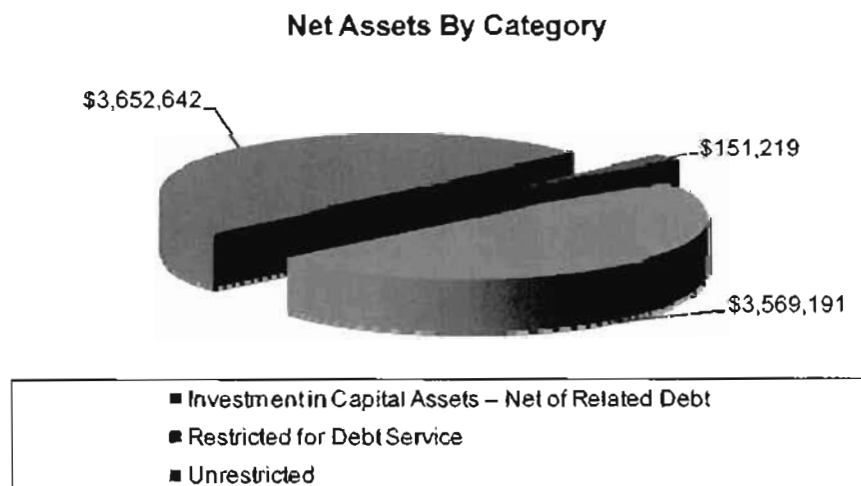 Net Assets By Category
$3,652,642
$151,219
$3,569,191
Investment in Capital Assets – Net of Related Debt
Restricted for Debt Service
Unrestricted